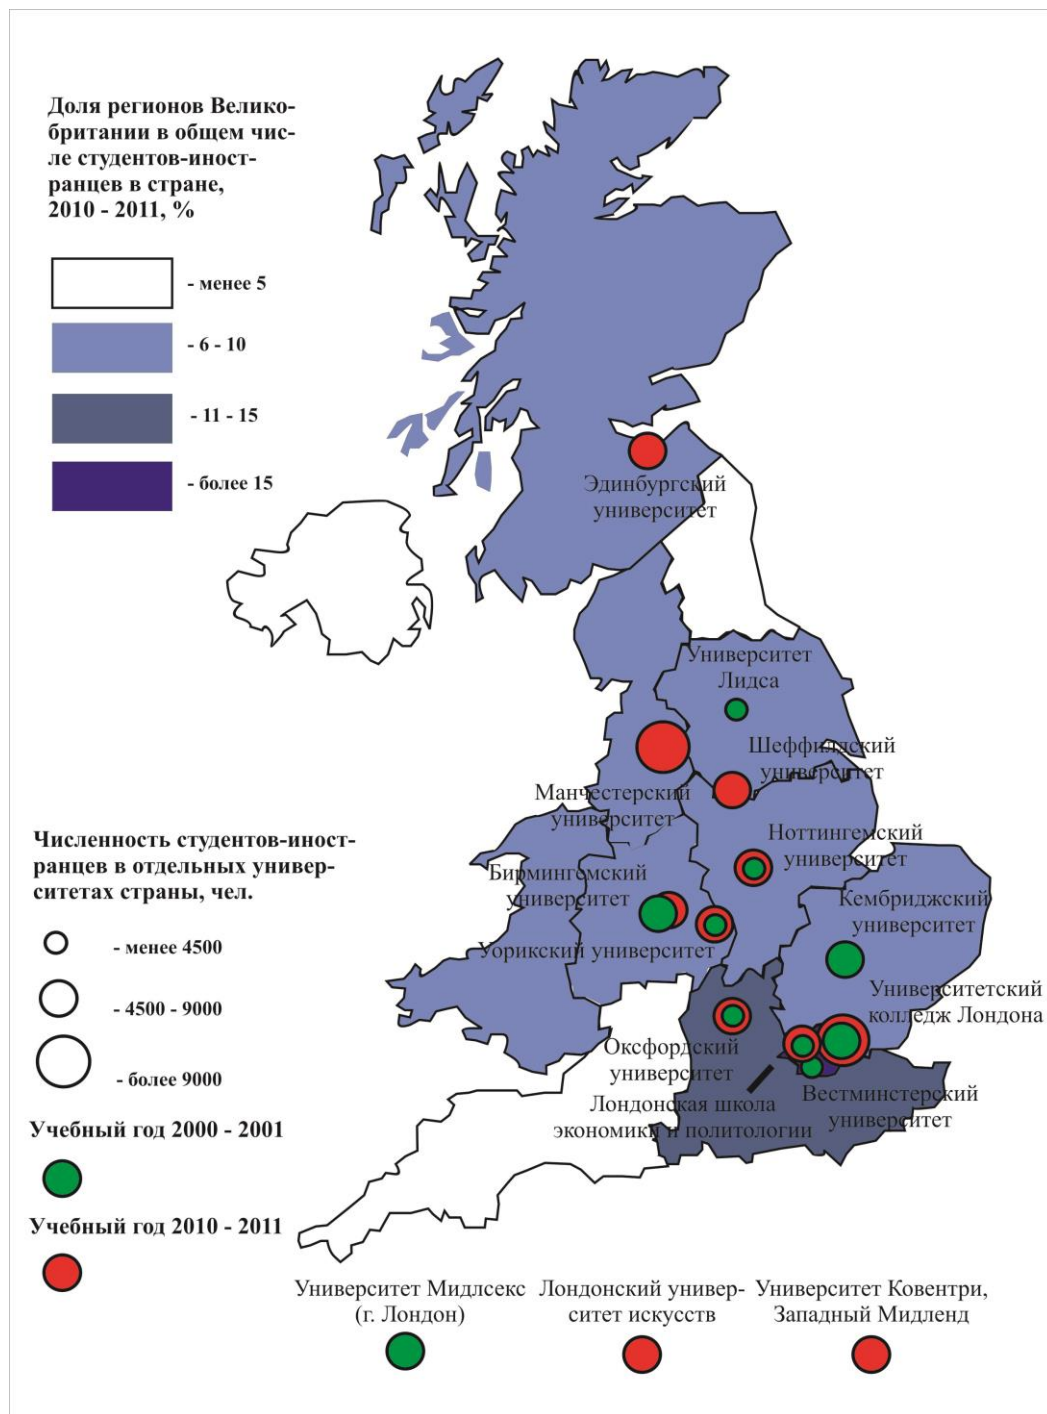 Доля регионов Велико-
британии в общем чис-
ле студентов-иност-
ранцев в стране,
2010 - 2011, %
- менее 5
- 6 - 10
- 11 - 15
- более 15
Эдинбургский
университет
Университет
Лидса
Шеффилдский
университет
Манчестерский
университет
Ноттингемский
университет
Бирмингемский
университет
Кембриджский
университет
Уорикский университет
Университетский
колледж Лондона
Оксфордский
университет
Лондонская школа
экономики и политологии
Вестминстерский
университет
Численность студентов-иност-
ранцев в отдельных универ-
ситетах страны, чел.
- менее 4500
- 4500 - 9000
- более 9000
Учебный год 2000 - 2001
Учебный год 2010 - 2011
Университет Мидлсекс
(г. Лондон)
Лондонский универ-
ситет искусств
Университет Ковентри,
Западный Мидленд